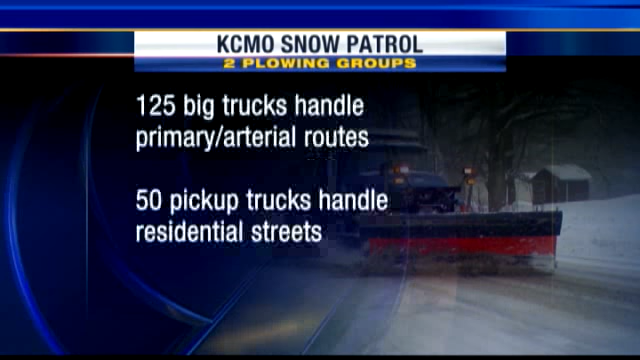 KCMO SNOW PATROL
2 PLOWING GROUPS
125 big trucks handle
primary/arterial routes
50 pickup trucks handle
residential streets